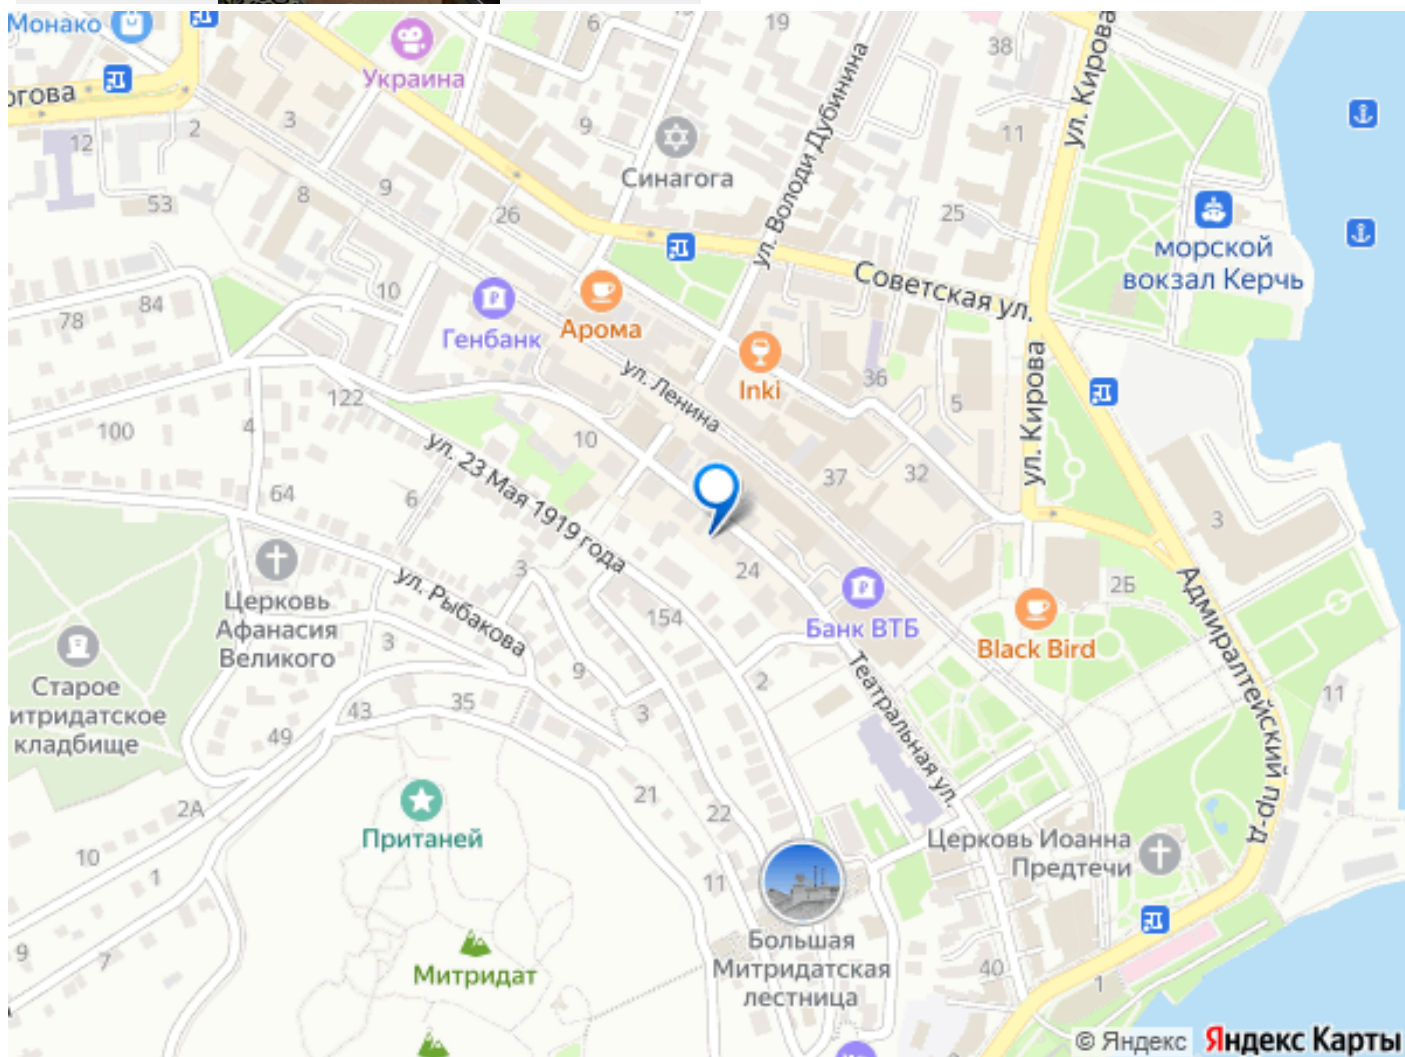 Монако
огова
Украина
6
19
38
ул. Кирова
12
2
3
9
11
ул. Володи Дубинина
Синагога
53
8
9
26
25
морской
вокзал Керчь
Советская ул.
84
78
10
Генбанк
Арома
ул. Ленина
Inki
36
5
ул. Кирова
122
100
4
10
37
32
64
6
ул. 23 Мая 1919 года
3
Церковь
Афанасия
Великого
ул. Рыбакова
3
3
24
154
Банк ВТБ
2Б
Black Bird
Адмиралтейский пр-д
Старое
итридатское
кладбище
43
35
9
3
2
49
11
Театральная ул.
2А
Пританей
21
22
Церковь Иоанна
Предтечи
10
1
11
9
7
Митридат
Большая
Митридатская
лестница
40
1
© Яндекс Яндекс Карты